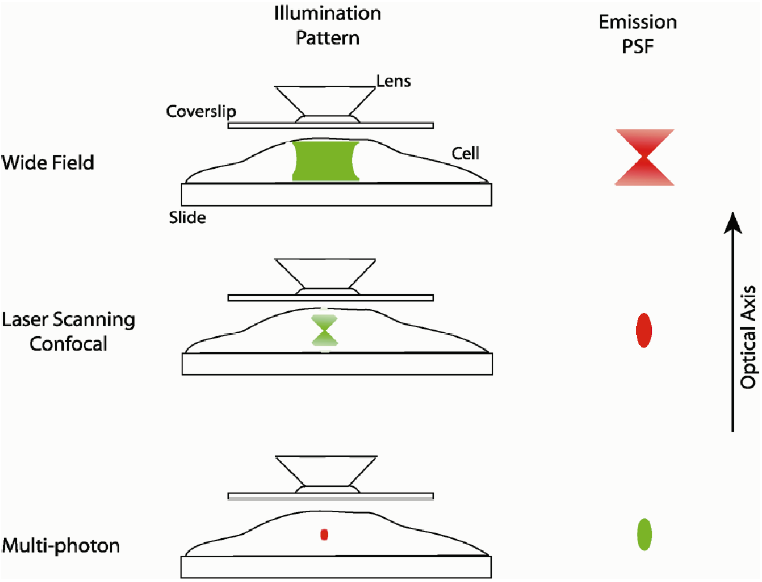 Illumination
Pattern
Emission
PSF
Lens
Coverslip
Wide Field
Cell
Slide
Laser Scanning
Confocal
Optical Axis
Multi-photon